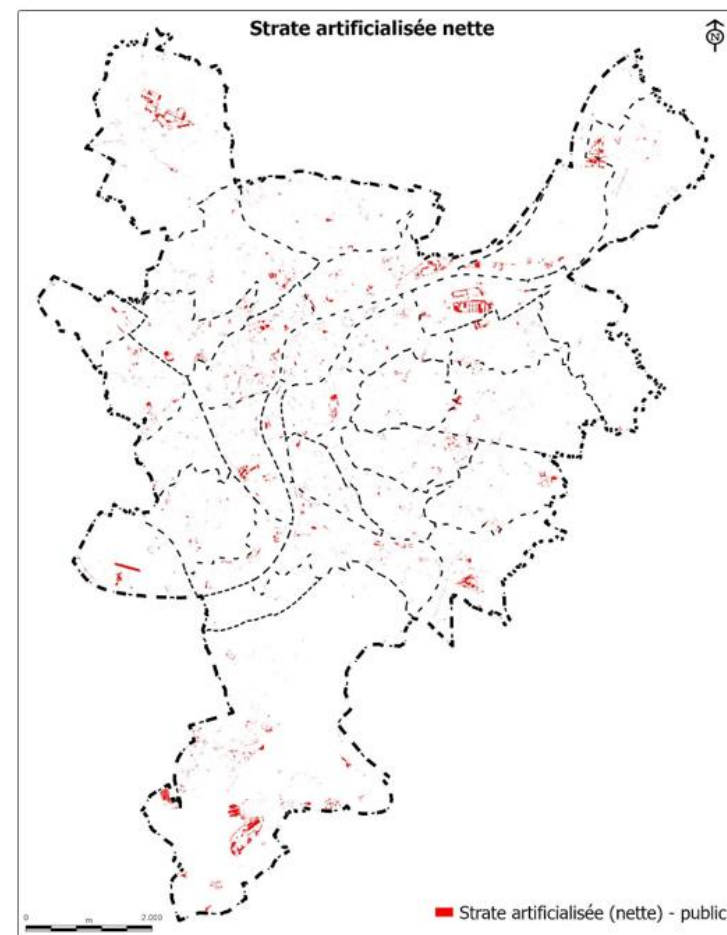 Strate artificialisée nette
N
0 m 2.000
Strate artificialisée (nette) - public